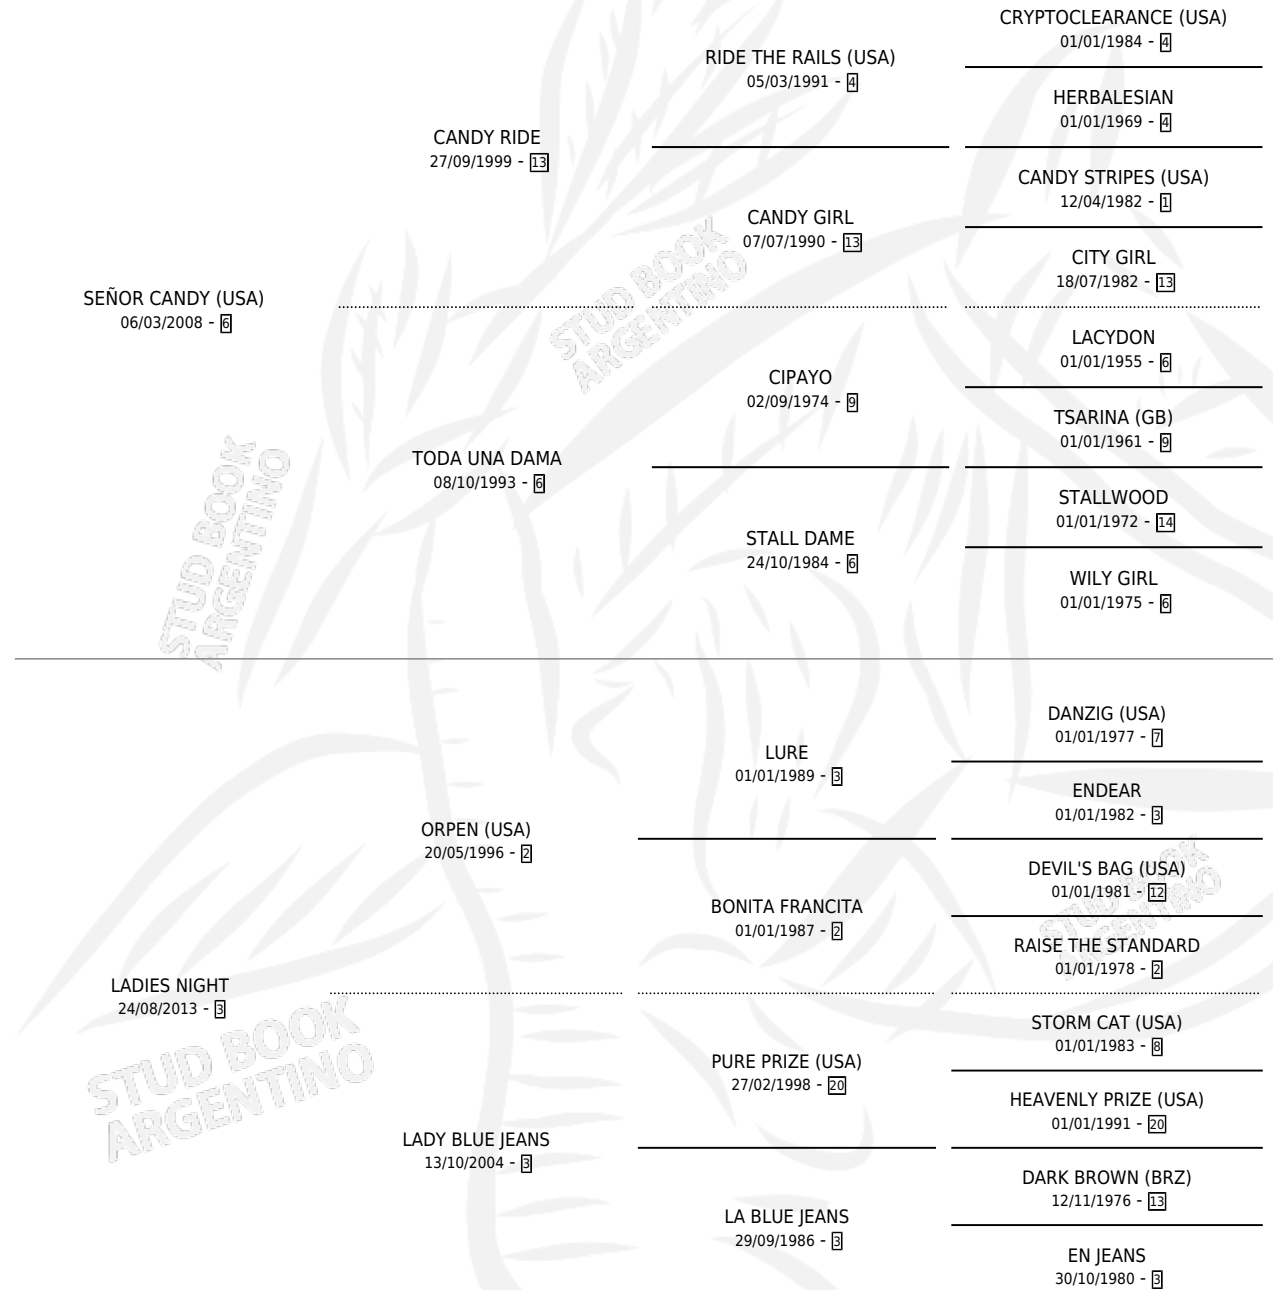 CRYPTOCLEARANCE (USA)
01/01/1984 - 4
RIDE THE RAILS (USA)
05/03/1991 - 4
HERBALESIAN
01/01/1969 - 4
CANDY RIDE
27/09/1999 - 13
CANDY STRIPES (USA)
12/04/1982 - 1
CANDY GIRL
07/07/1990 - 13
CITY GIRL
18/07/1982 - 13
SEÑOR CANDY (USA)
06/03/2008 - 6
LACYDON
01/01/1955 - 6
CIPAYO
02/09/1974 - 9
TSARINA (GB)
01/01/1961 - 9
TODA UNA DAMA
08/10/1993 - 6
STALLWOOD
01/01/1972 - 14
STALL DAME
24/10/1984 - 6
WILY GIRL
01/01/1975 - 6
STUD BOOK
ARGENTINO
STUD BOOK
ARGENTINO
DANZIG (USA)
01/01/1977 - 7
LURE
01/01/1989 - 3
ENDEAR
01/01/1982 - 3
ORPEN (USA)
20/05/1996 - 2
DEVIL'S BAG (USA)
01/01/1981 - 12
BONITA FRANCITA
01/01/1987 - 2
RAISE THE STANDARD
01/01/1978 - 2
STUD BOOK
ARGENTINO
LADIES NIGHT
24/08/2013 - 3
STORM CAT (USA)
01/01/1983 - 8
PURE PRIZE (USA)
27/02/1998 - 20
HEAVENLY PRIZE (USA)
01/01/1991 - 20
LADY BLUE JEANS
13/10/2004 - 3
DARK BROWN (BRZ)
12/11/1976 - 13
LA BLUE JEANS
29/09/1986 - 3
EN JEANS
30/10/1980 - 3
STUD BOOK
ARGENTINO